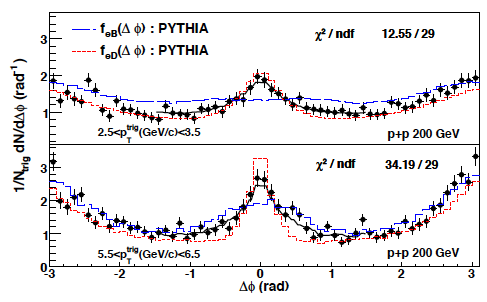 f_eB(Δ ϕ) : PYTHIA
f_eD(Δ ϕ) : PYTHIA
χ² / ndf 12.55 / 29
3
2
1
2.5<p_T^trig(GeV/c)<3.5
p+p 200 GeV
1/N_trig dN/dΔϕ (rad⁻¹)
χ² / ndf 34.19 / 29
3
2
1
0
5.5<p_T^trig(GeV/c)<6.5
p+p 200 GeV
-3 -2 -1 0 1 2 3
Δϕ (rad)